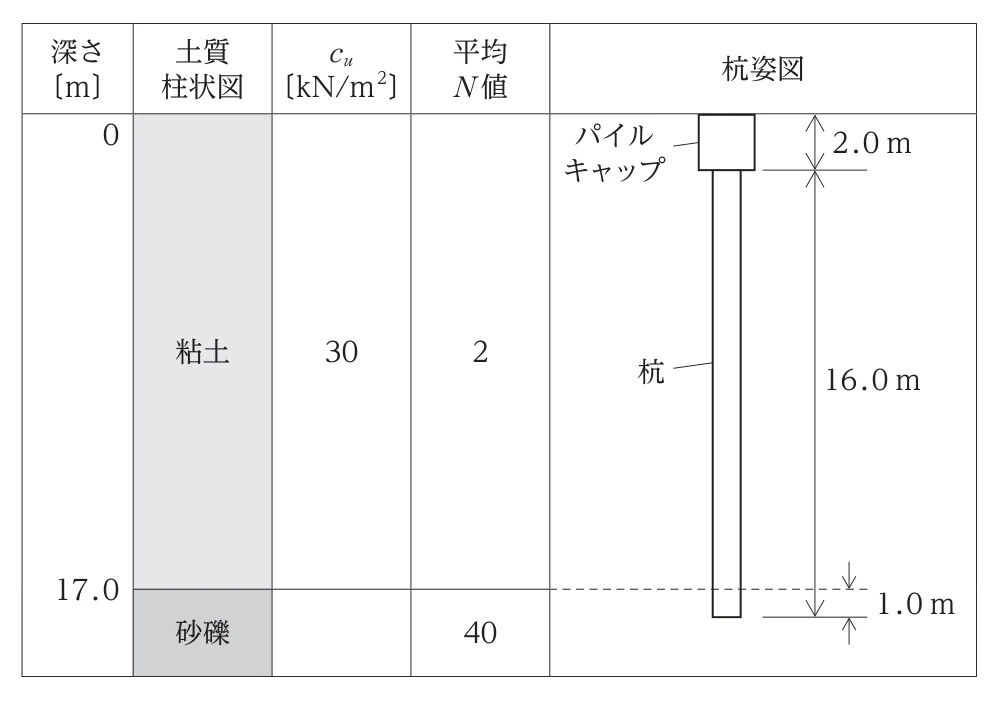 深さ
〔m〕
土質
柱状図
cu
〔kN/m²〕
平均
N値
杭姿図
0
パイル
キャップ
2.0 m
粘土
30
2
杭
16.0 m
17.0
1.0 m
砂礫
40